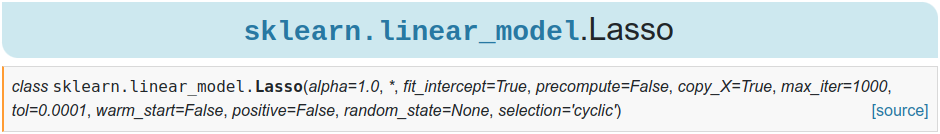 sklearn.linear_model.Lasso
class sklearn.linear_model.Lasso(alpha=1.0, *, fit_intercept=True, precompute=False, copy_X=True, max_iter=1000,
tol=0.0001, warm_start=False, positive=False, random_state=None, selection='cyclic') [source]